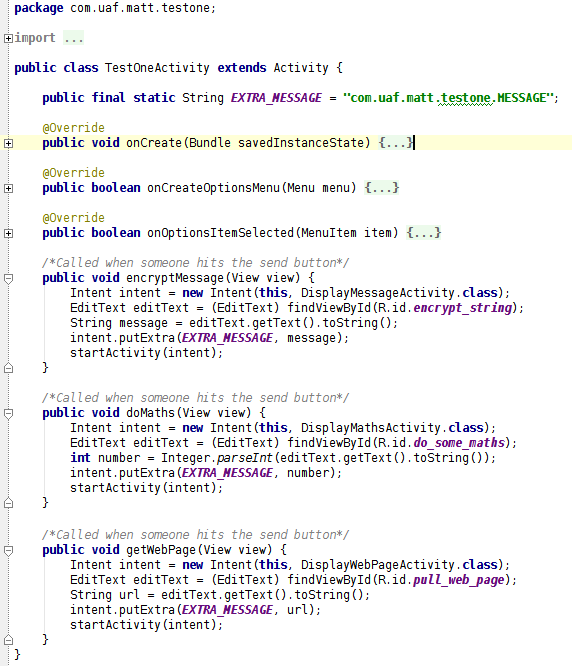 package com.uaf.matt.testone;
import ...
public class TestOneActivity extends Activity {
public final static String EXTRA_MESSAGE = "com.uaf.matt.testone.MESSAGE";
@Override
public void onCreate(Bundle savedInstanceState) {...}
@Override
public boolean onCreateOptionsMenu(Menu menu) {...}
@Override
public boolean onOptionsItemSelected(MenuItem item) {...}
/*Called when someone hits the send button*/
public void encryptMessage(View view) {
Intent intent = new Intent(this, DisplayMessageActivity.class);
EditText editText = (EditText) findViewById(R.id.encrypt_string);
String message = editText.getText().toString();
intent.putExtra(EXTRA_MESSAGE, message);
startActivity(intent);
}
/*Called when someone hits the send button*/
public void doMaths(View view) {
Intent intent = new Intent(this, DisplayMathsActivity.class);
EditText editText = (EditText) findViewById(R.id.do_some_maths);
int number = Integer.parseInt(editText.getText().toString());
intent.putExtra(EXTRA_MESSAGE, number);
startActivity(intent);
}
/*Called when someone hits the send button*/
public void getWebPage(View view) {
Intent intent = new Intent(this, DisplayWebPageActivity.class);
EditText editText = (EditText) findViewById(R.id.pull_web_page);
String url = editText.getText().toString();
intent.putExtra(EXTRA_MESSAGE, url);
startActivity(intent);
}
}